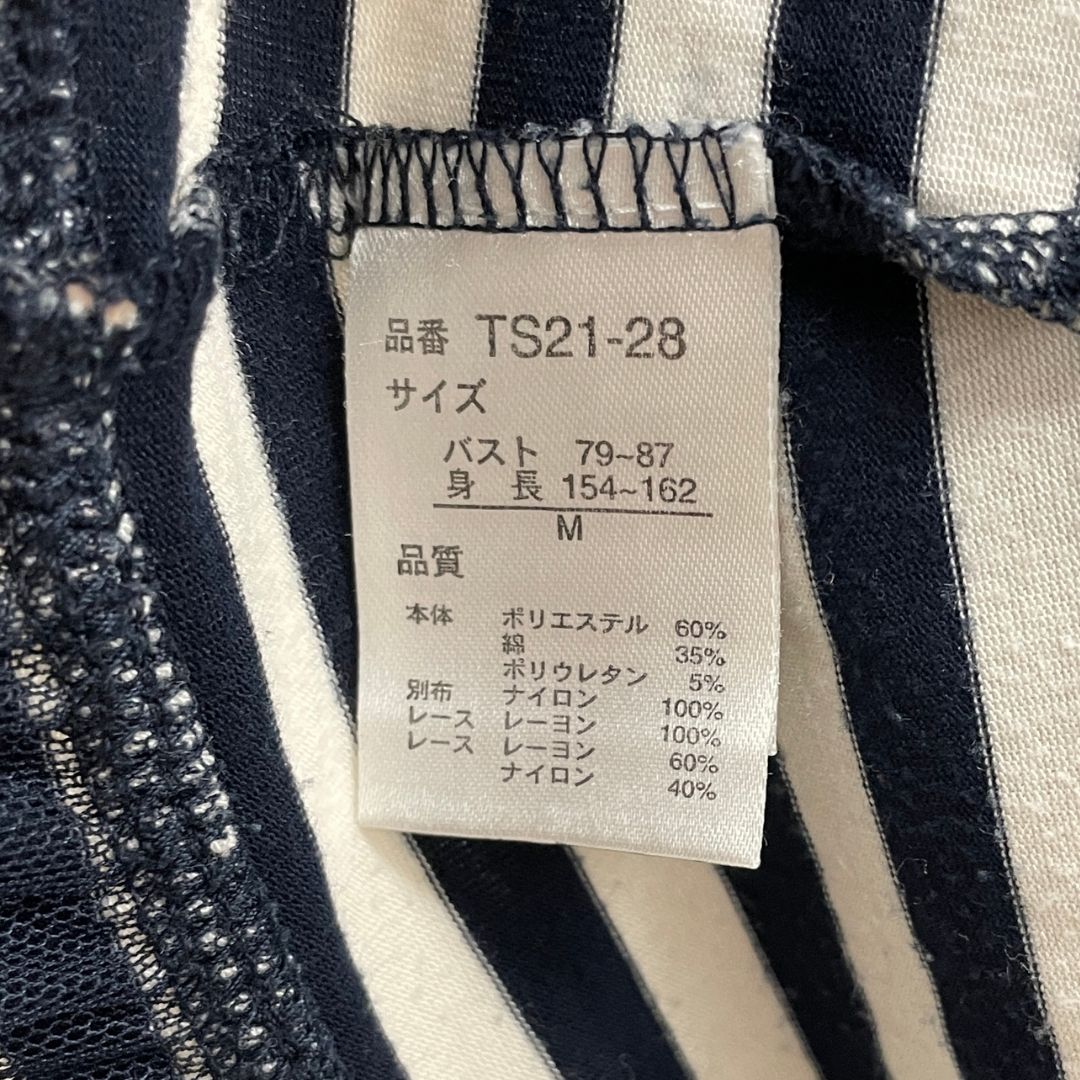 品番 TS21-28
サイズ
バスト 79~87
身 長 154~162
M
品質
本体 ポリエステル 60%
綿 35%
ポリウレタン 5%
別布 ナイロン 100%
レース レーヨン 100%
レース レーヨン 60%
ナイロン 40%